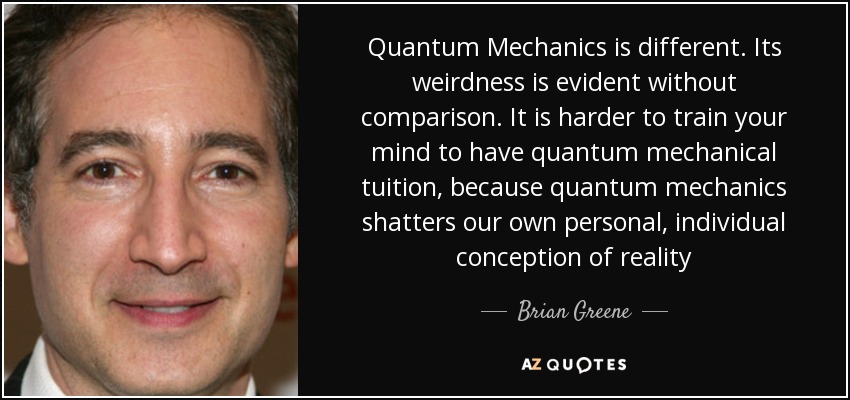 Quantum Mechanics is different. Its
weirdness is evident without
comparison. It is harder to train your
mind to have quantum mechanical
tuition, because quantum mechanics
shatters our own personal, individual
conception of reality
Brian Greene
AZ QUOTES